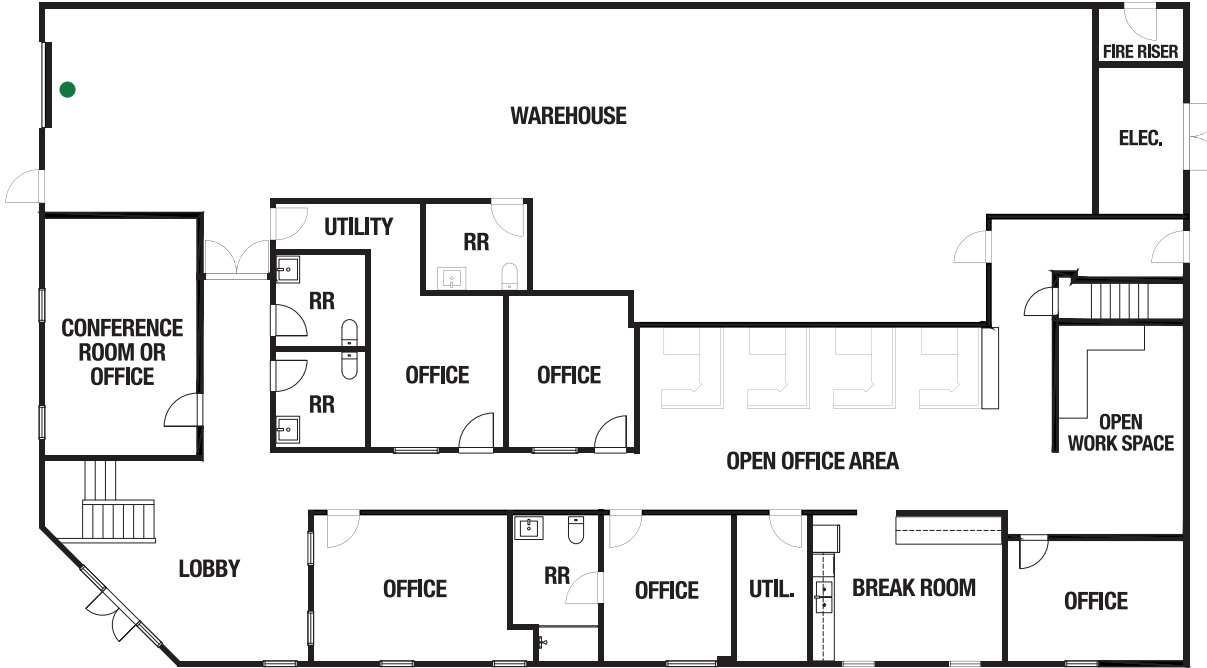 FIRE RISER
WAREHOUSE
ELEC.
UTILITY
RR
RR
CONFERENCE
ROOM OR
OFFICE
OFFICE
OFFICE
RR
OPEN
WORK SPACE
OPEN OFFICE AREA
LOBBY
OFFICE
RR
OFFICE
UTIL.
BREAK ROOM
OFFICE